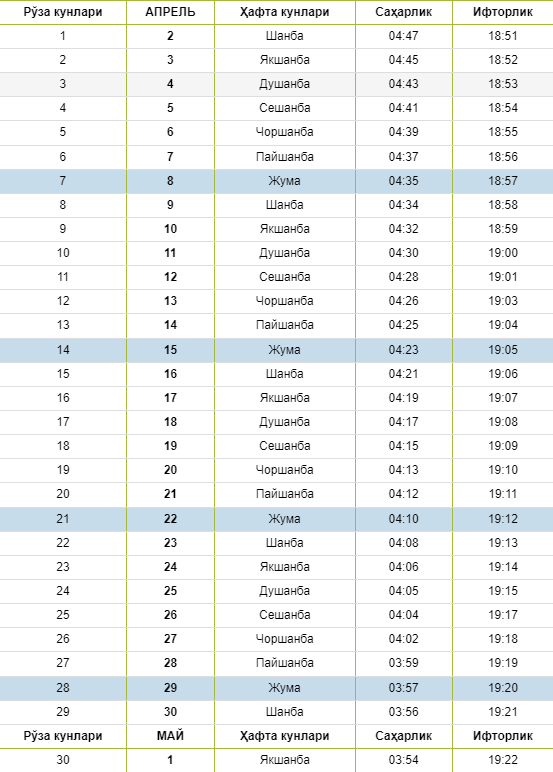 Рўза кунлари АПРЕЛЬ Ҳафта кунлари Саҳарлик Ифторлик
1 2 Шанба 04:47 18:51
2 3 Якшанба 04:45 18:52
3 4 Душанба 04:43 18:53
4 5 Сешанба 04:41 18:54
5 6 Чоршанба 04:39 18:55
6 7 Пайшанба 04:37 18:56
7 8 Жума 04:35 18:57
8 9 Шанба 04:34 18:58
9 10 Якшанба 04:32 18:59
10 11 Душанба 04:30 19:00
11 12 Сешанба 04:28 19:01
12 13 Чоршанба 04:26 19:03
13 14 Пайшанба 04:25 19:04
14 15 Жума 04:23 19:05
15 16 Шанба 04:21 19:06
16 17 Якшанба 04:19 19:07
17 18 Душанба 04:17 19:08
18 19 Сешанба 04:15 19:09
19 20 Чоршанба 04:13 19:10
20 21 Пайшанба 04:12 19:11
21 22 Жума 04:10 19:12
22 23 Шанба 04:08 19:13
23 24 Якшанба 04:06 19:14
24 25 Душанба 04:05 19:15
25 26 Сешанба 04:04 19:17
26 27 Чоршанба 04:02 19:18
27 28 Пайшанба 03:59 19:19
28 29 Жума 03:57 19:20
29 30 Шанба 03:56 19:21
Рўза кунлари МАЙ Ҳафта кунлари Саҳарлик Ифторлик
30 1 Якшанба 03:54 19:22